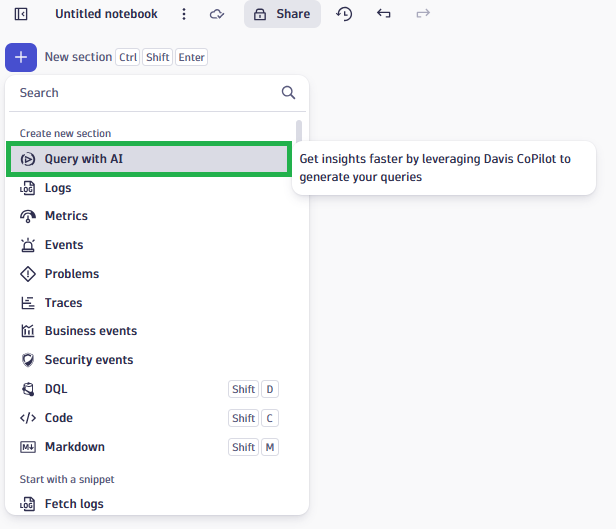 Untitled notebook
Share
New section Ctrl Shift Enter
Search
Create new section
Query with AI
Get insights faster by leveraging Davis CoPilot to
generate your queries
LOG Logs
Metrics
Events
Problems
Traces
Business events
Security events
DQL Shift D
Code Shift C
M Markdown Shift M
Start with a snippet
LOG Fetch logs